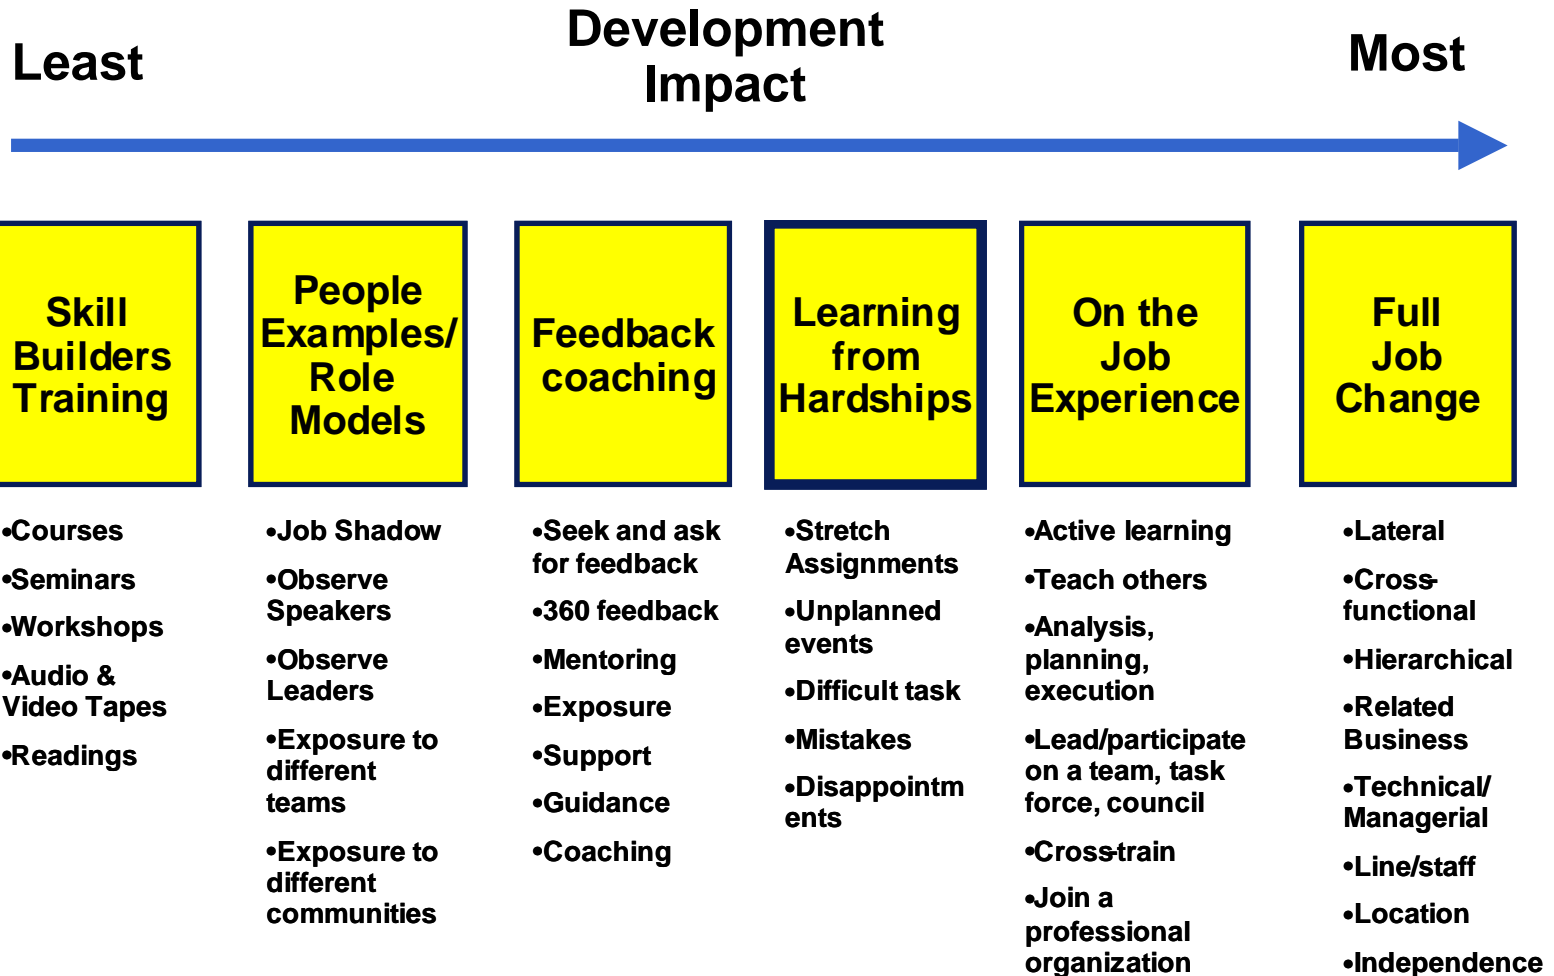 Least
Development
Impact
Most
Skill
Builders
Training
People
Examples/
Role
Models
Feedback
coaching
Learning
from
Hardships
On the
Job
Experience
Full
Job
Change
•Courses
•Seminars
•Workshops
•Audio &
Video Tapes
•Readings
•Job Shadow
•Observe
Speakers
•Observe
Leaders
•Exposure to
different
teams
•Exposure to
different
communities
•Seek and ask
for feedback
•360 feedback
•Mentoring
•Exposure
•Support
•Guidance
•Coaching
•Stretch
Assignments
•Unplanned
events
•Difficult task
•Mistakes
•Disappointm
ents
•Active learning
•Teach others
•Analysis,
planning,
execution
•Lead/participate
on a team, task
force, council
•Cross-train
•Join a
professional
organization
•Lateral
•Cross-
functional
•Hierarchical
•Related
Business
•Technical/
Managerial
•Line/staff
•Location
•Independence